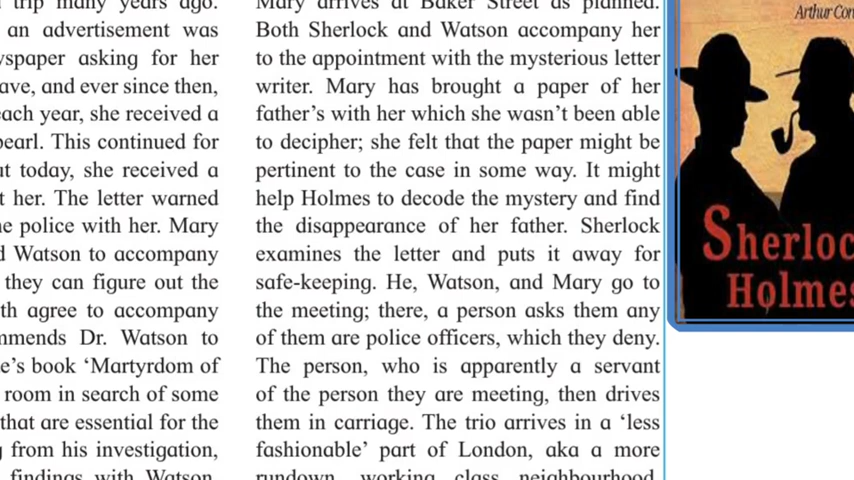 trip many years ago.
an advertisement was
asking for her
and ever since then,
each year, she received a
pearl. This continued for
today, she received a
her. The letter warned
police with her. Mary
Watson to accompany
they can figure out the
agree to accompany
Dr. Watson to
book ‘Martyrdom of
room in search of some
that are essential for the
from his investigation,
findings with Watson.
Mary arrives at Baker Street as planned.
Both Sherlock and Watson accompany her
to the appointment with the mysterious letter
writer. Mary has brought a paper of her
father’s with her which she wasn’t been able
to decipher; she felt that the paper might be
pertinent to the case in some way. It might
help Holmes to decode the mystery and find
the disappearance of her father. Sherlock
examines the letter and puts it away for
safe-keeping. He, Watson, and Mary go to
the meeting; there, a person asks them any
of them are police officers, which they deny.
The person, who is apparently a servant
of the person they are meeting, then drives
them in carriage. The trio arrives in a ‘less
fashionable’ part of London, aka a more
rundown, working class neighbourhood.
Arthur
Sherloc
Holmes